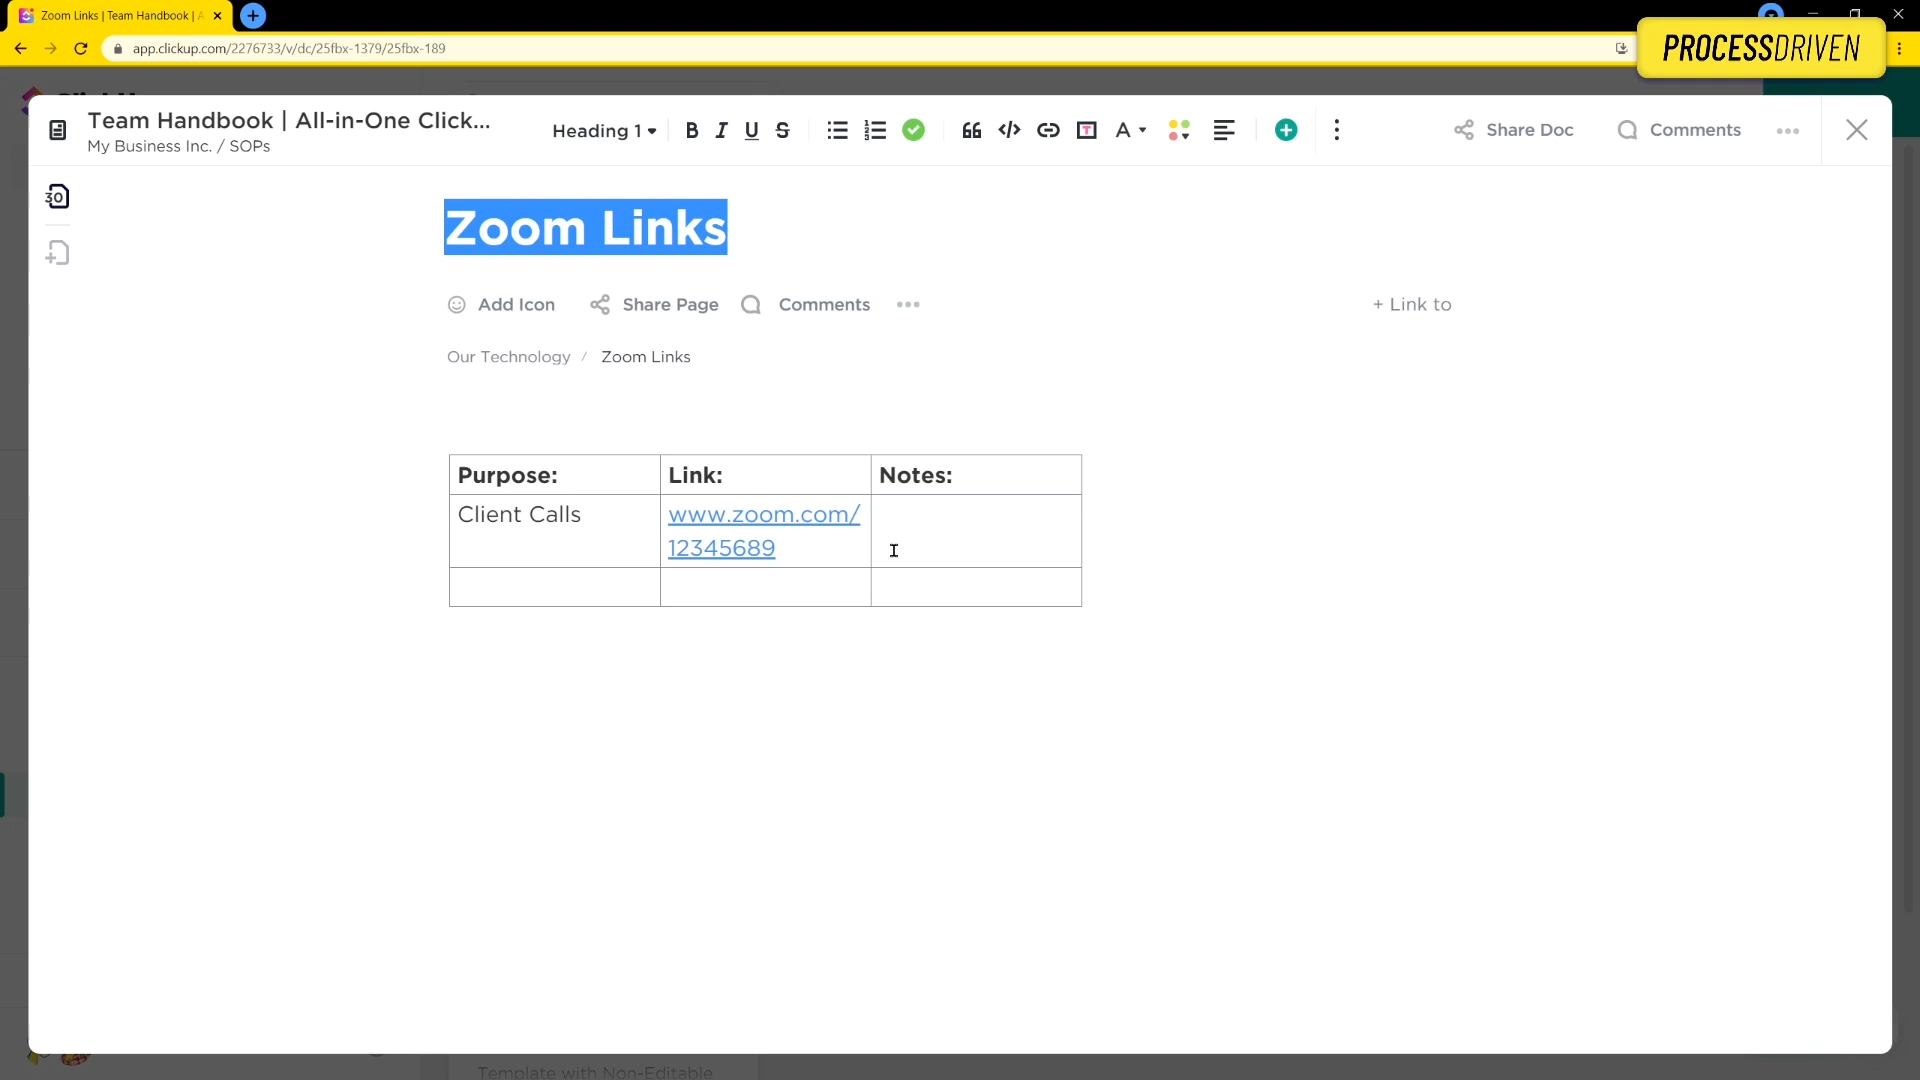 Zoom Links | Team Handbook | A
app.clickup.com/2276733/v/dc/25fbx-1379/25fbx-189
PROCESSDRIVEN
Team Handbook | All-in-One Click...
My Business Inc. / SOPs
Heading 1
B I U S
A
Share Doc
Comments
30
Zoom Links
Add Icon
Share Page
Comments
+ Link to
Our Technology / Zoom Links
Purpose: Link: Notes:
Client Calls www.zoom.com/
12345689
Template with Non-Editable